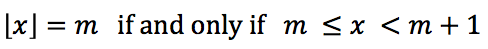 ⌊x⌋ = m if and only if m ≤ x < m + 1